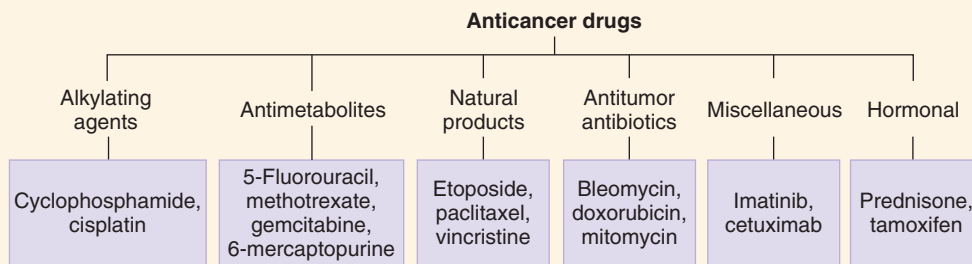 Anticancer drugs
Alkylating
agents
Antimetabolites
Natural
products
Antitumor
antibiotics
Miscellaneous
Hormonal
Cyclophosphamide,
cisplatin
5-Fluorouracil,
methotrexate,
gemcitabine,
6-mercaptopurine
Etoposide,
paclitaxel,
vincristine
Bleomycin,
doxorubicin,
mitomycin
Imatinib,
cetuximab
Prednisone,
tamoxifen